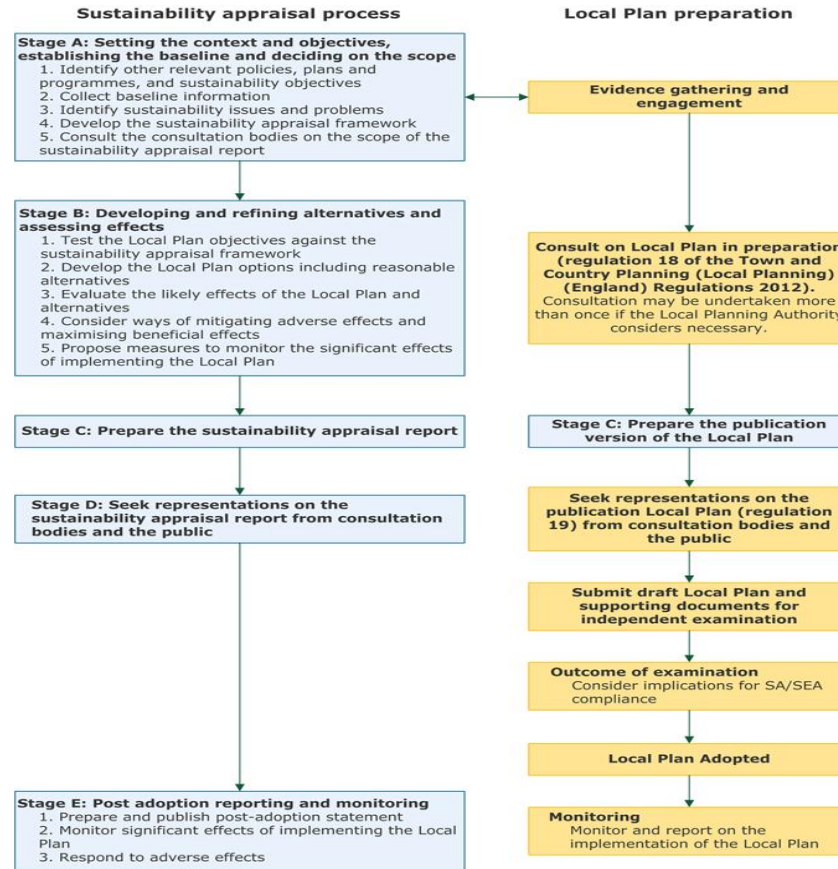 Sustainability appraisal process
Stage A: Setting the context and objectives,
establishing the baseline and deciding on the scope
1. Identify other relevant policies, plans and
programmes, and sustainability objectives
2. Collect baseline information
3. Identify sustainability issues and problems
4. Develop the sustainability appraisal framework
5. Consult the consultation bodies on the scope of the
sustainability appraisal report
Stage B: Developing and refining alternatives and
assessing effects
1. Test the Local Plan objectives against the
sustainability appraisal framework
2. Develop the Local Plan options including reasonable
alternatives
3. Evaluate the likely effects of the Local Plan and
alternatives
4. Consider ways of mitigating adverse effects and
maximising beneficial effects
5. Propose measures to monitor the significant effects
of implementing the Local Plan
Stage C: Prepare the sustainability appraisal report
Stage D: Seek representations on the
sustainability appraisal report from consultation
bodies and the public
Stage E: Post adoption reporting and monitoring
1. Prepare and publish post-adoption statement
2. Monitor significant effects of implementing the Local
Plan
3. Respond to adverse effects
Local Plan preparation
Evidence gathering and
engagement
Consult on Local Plan in preparation
(regulation 18 of the Town and
Country Planning (Local Planning)
(England) Regulations 2012).
Consultation may be undertaken more
than once if the Local Planning Authority
considers necessary.
Stage C: Prepare the publication
version of the Local Plan
Seek representations on the
publication Local Plan (regulation
19) from consultation bodies and
the public
Submit draft Local Plan and
supporting documents for
independent examination
Outcome of examination
Consider implications for SA/SEA
compliance
Local Plan Adopted
Monitoring
Monitor and report on the
implementation of the Local Plan